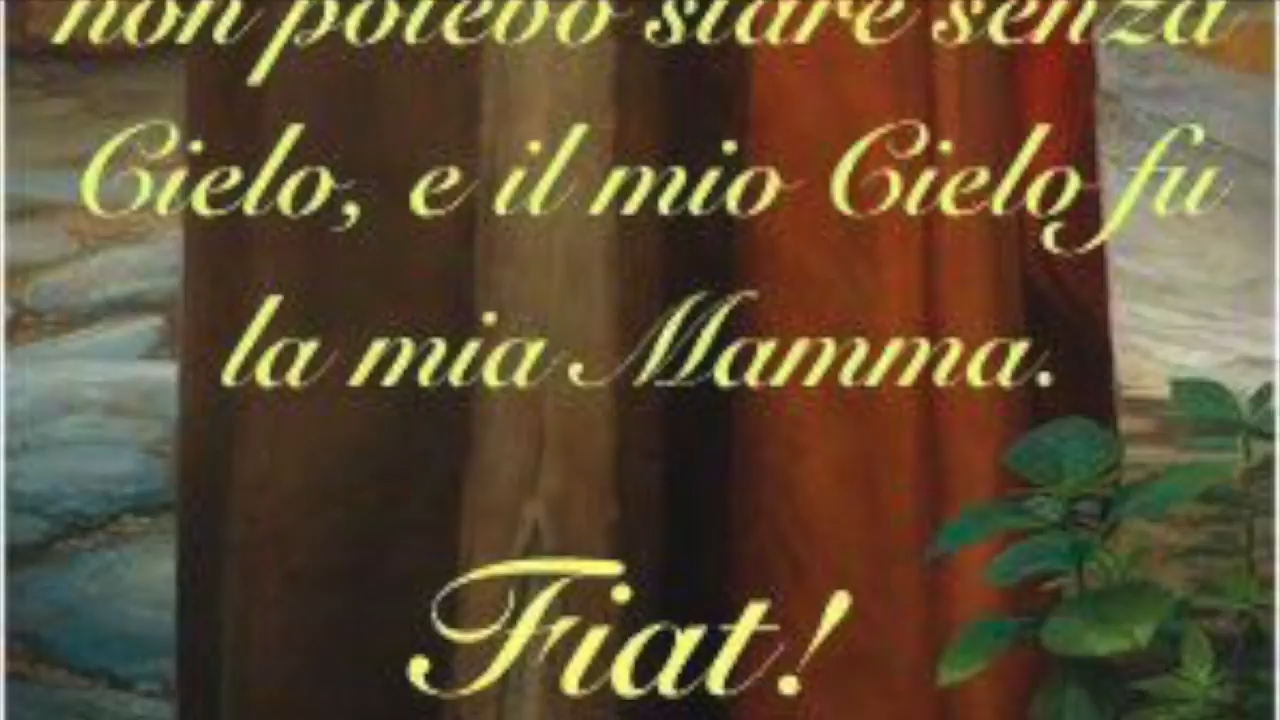 non potevo stare senza
Cielo, e il mio Cielo fu
la mia Mamma.
Fiat!